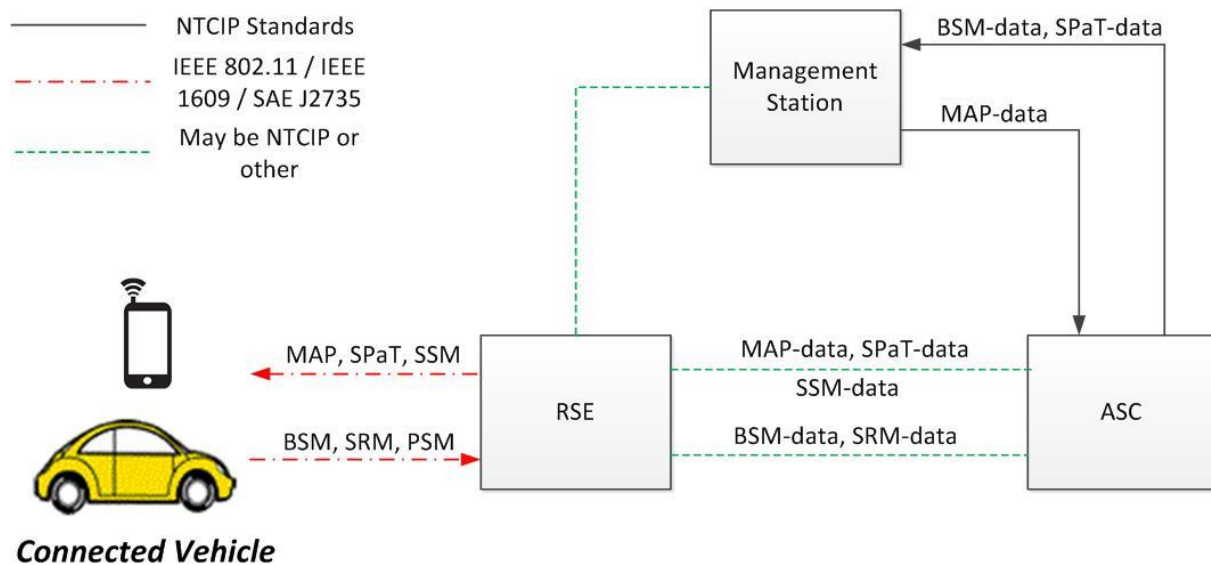 NTCIP Standards
IEEE 802.11 / IEEE
1609 / SAE J2735
May be NTCIP or
other
Management
Station
BSM-data, SPaT-data
MAP-data
MAP, SPaT, SSM
BSM, SRM, PSM
RSE
MAP-data, SPaT-data
SSM-data
BSM-data, SRM-data
ASC
Connected Vehicle